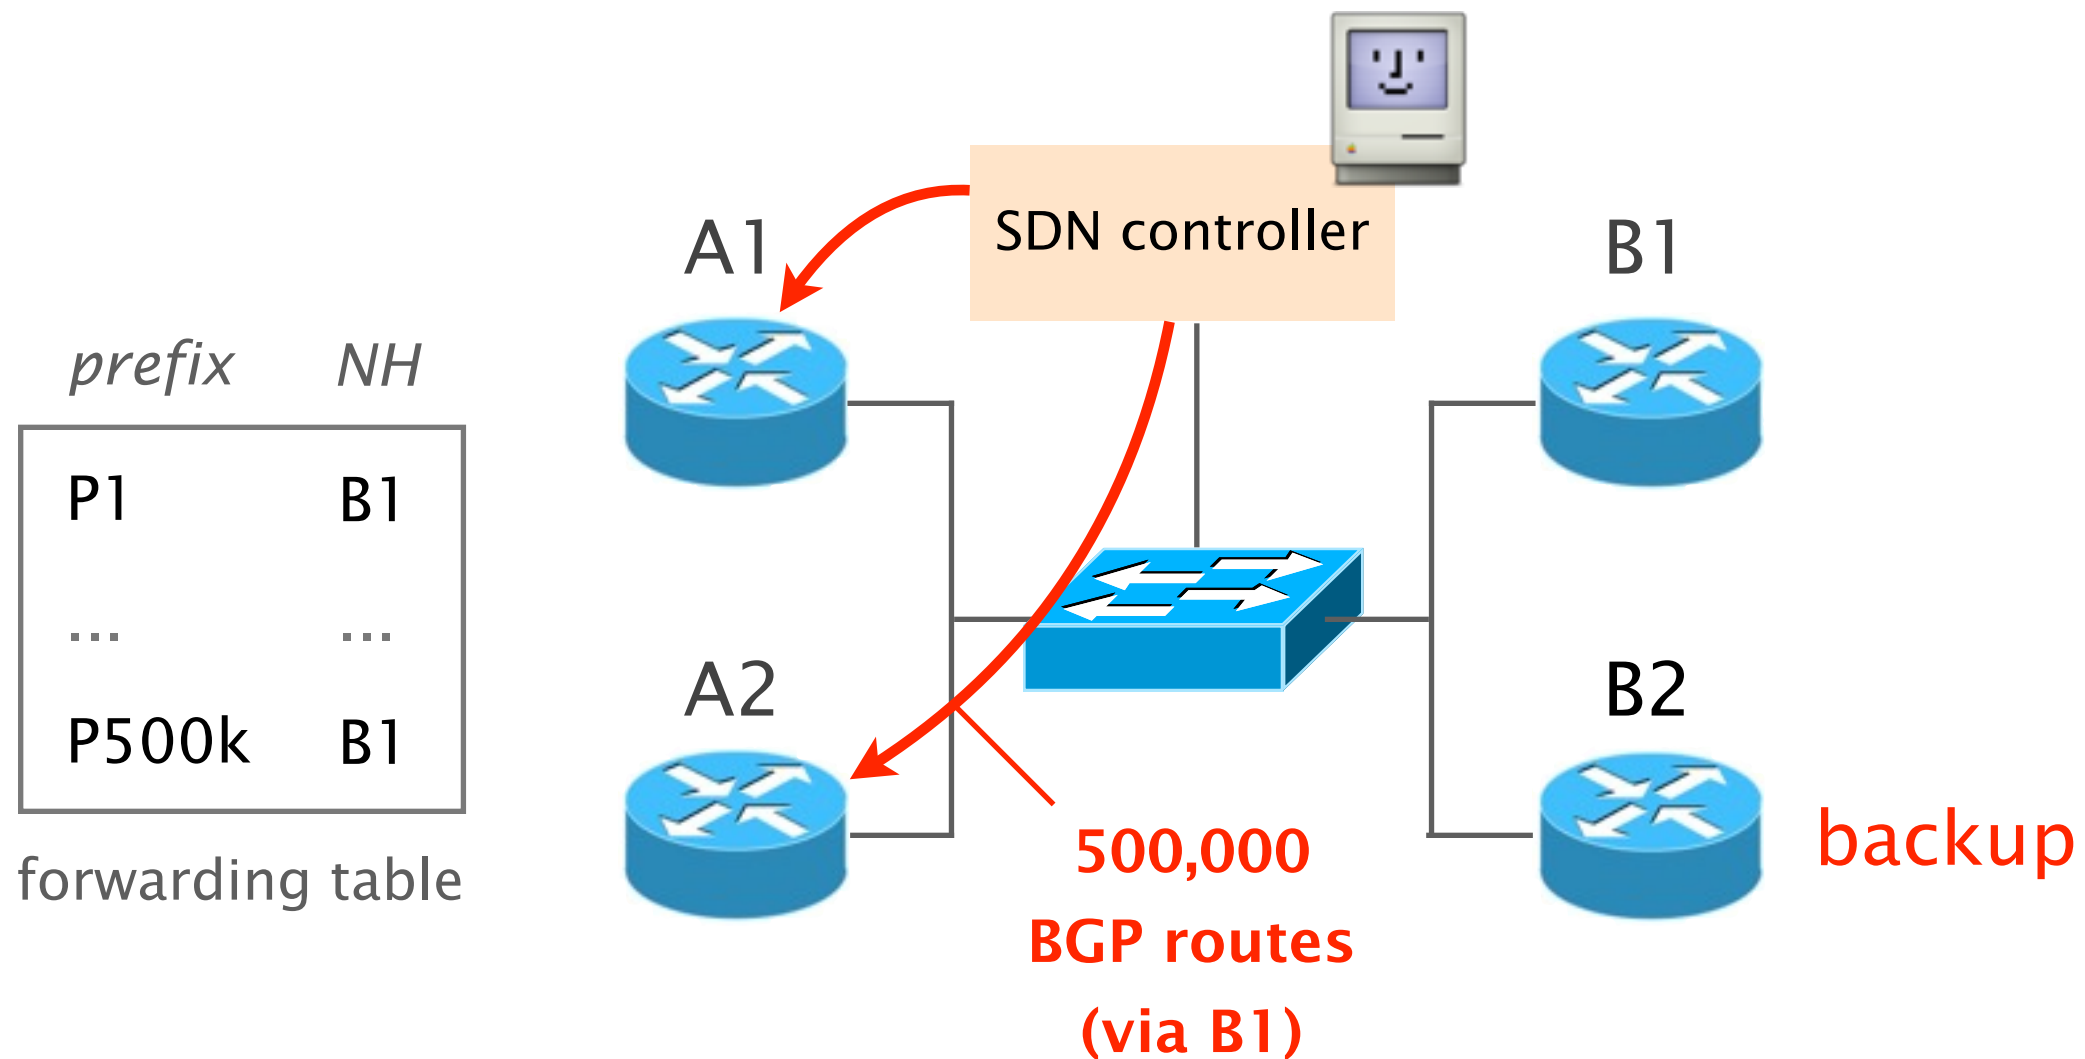 SDN controller
A1
B1
prefix NH
P1 B1
... ...
P500k B1
forwarding table
A2
B2
backup
500,000
BGP routes
(via B1)